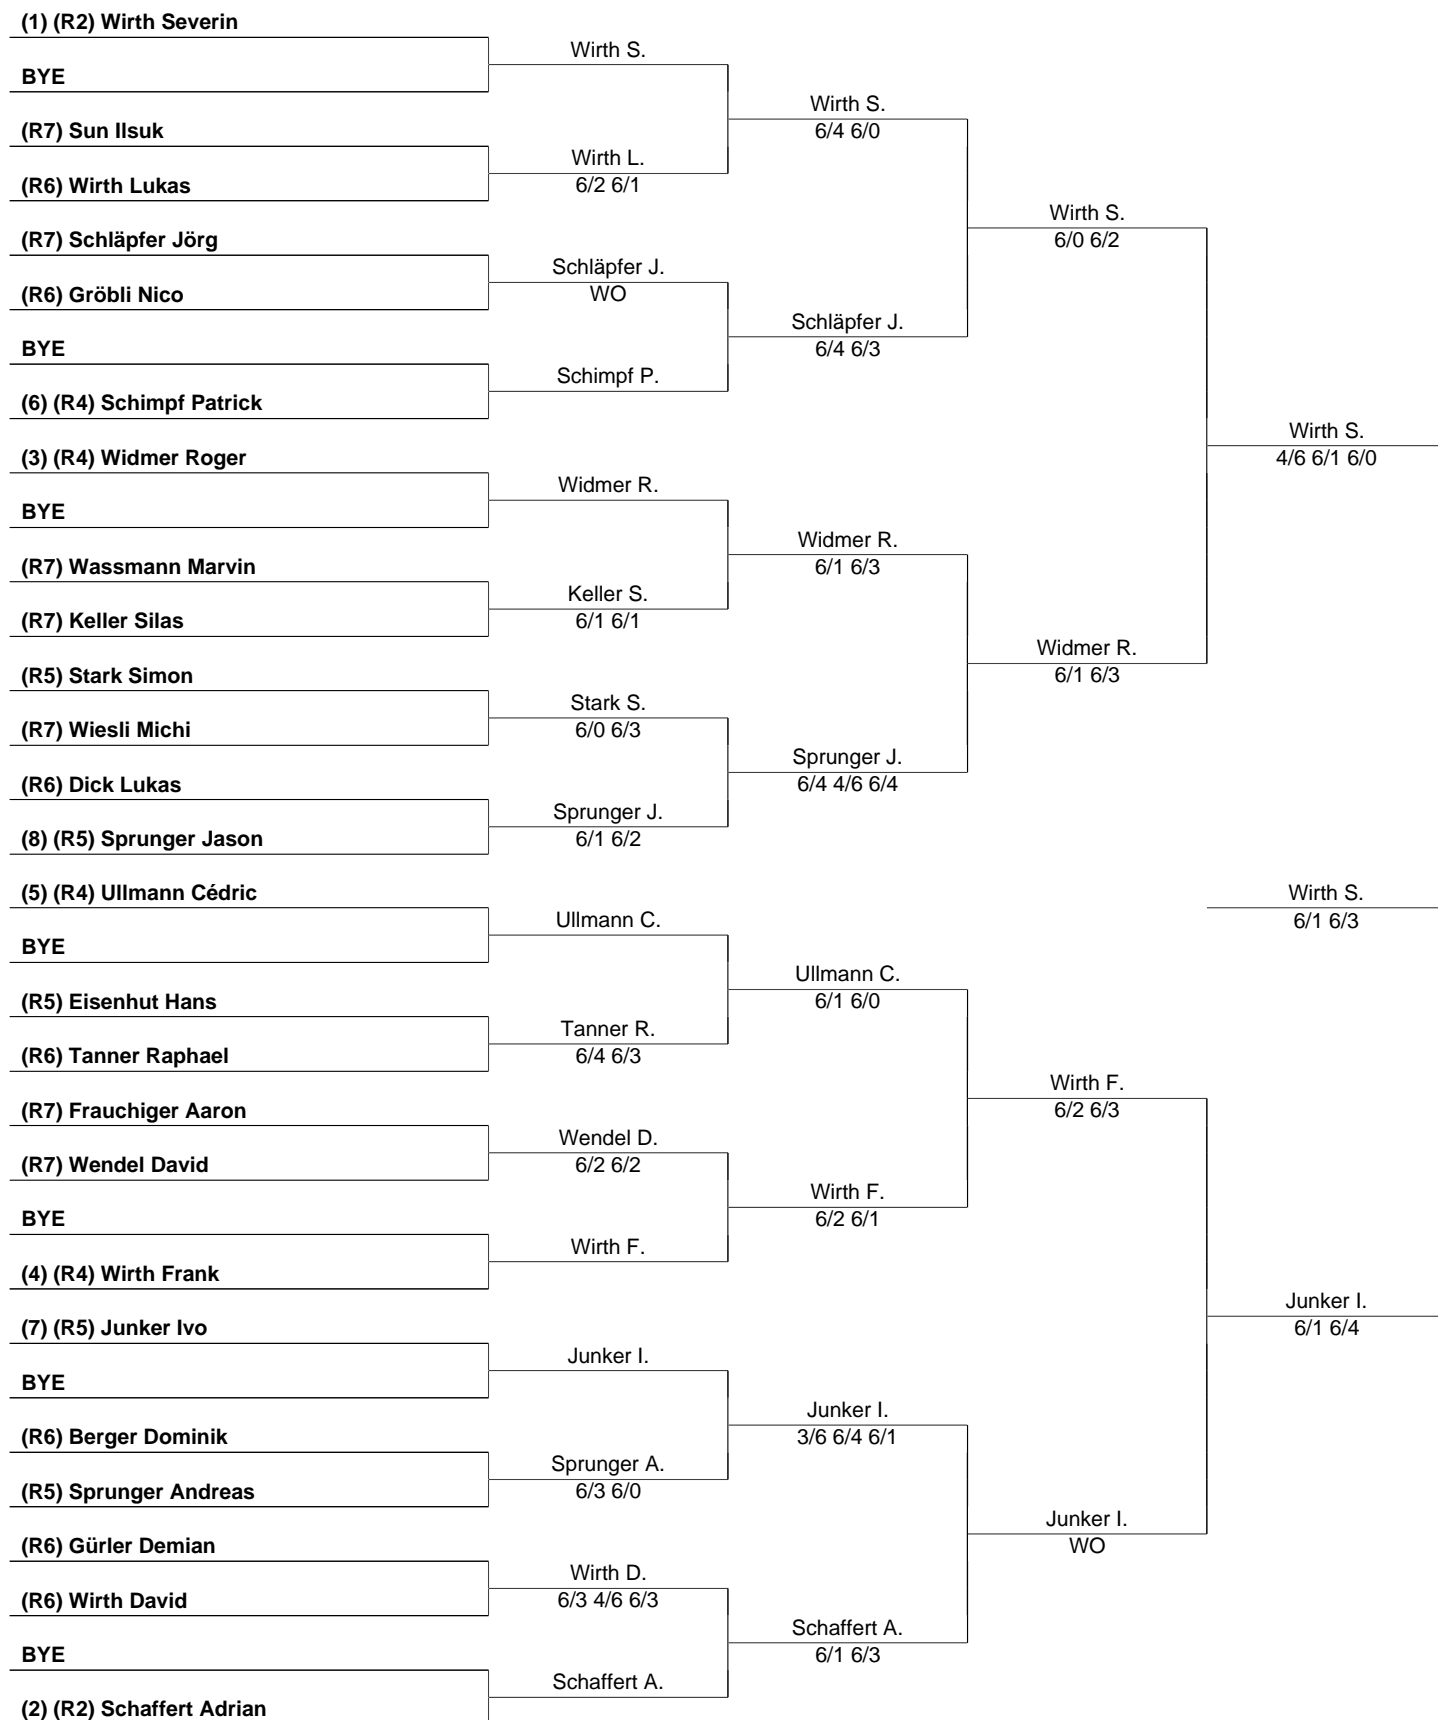 (1) (R2) Wirth Severin
BYE
(R7) Sun Ilsuk
(R6) Wirth Lukas
(R7) Schläpfer Jörg
(R6) Gröbli Nico
BYE
(6) (R4) Schimpf Patrick
(3) (R4) Widmer Roger
BYE
(R7) Wassmann Marvin
(R7) Keller Silas
(R5) Stark Simon
(R7) Wiesli Michi
(R6) Dick Lukas
(8) (R5) Sprunger Jason
(5) (R4) Ullmann Cédric
BYE
(R5) Eisenhut Hans
(R6) Tanner Raphael
(R7) Frauchiger Aaron
(R7) Wendel David
BYE
(4) (R4) Wirth Frank
(7) (R5) Junker Ivo
BYE
(R6) Berger Dominik
(R5) Sprunger Andreas
(R6) Gürler Demian
(R6) Wirth David
BYE
(2) (R2) Schaffert Adrian
Wirth S.
Wirth L.
6/2 6/1
Schläpfer J.
WO
Schimpf P.
Widmer R.
Keller S.
6/1 6/1
Stark S.
6/0 6/3
Sprunger J.
6/1 6/2
Ullmann C.
Tanner R.
6/4 6/3
Wendel D.
6/2 6/2
Wirth F.
Junker I.
Sprunger A.
6/3 6/0
Wirth D.
6/3 4/6 6/3
Schaffert A.
Wirth S.
6/4 6/0
Schläpfer J.
6/4 6/3
Widmer R.
6/1 6/3
Sprunger J.
6/4 4/6 6/4
Ullmann C.
6/1 6/0
Wirth F.
6/2 6/1
Junker I.
3/6 6/4 6/1
Schaffert A.
6/1 6/3
Wirth S.
6/0 6/2
Widmer R.
6/1 6/3
Wirth F.
6/2 6/3
Junker I.
WO
Wirth S.
4/6 6/1 6/0
Wirth S.
6/1 6/3
Junker I.
6/1 6/4